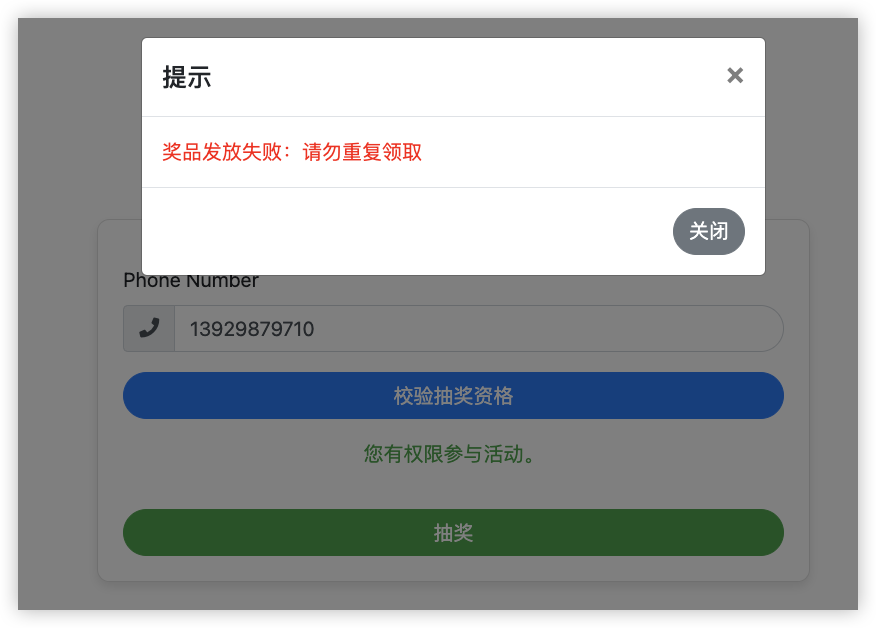 提示
×
奖品发放失败：请勿重复领取
关闭
Phone Number
13929879710
校验抽奖资格
您有权限参与活动。
抽奖